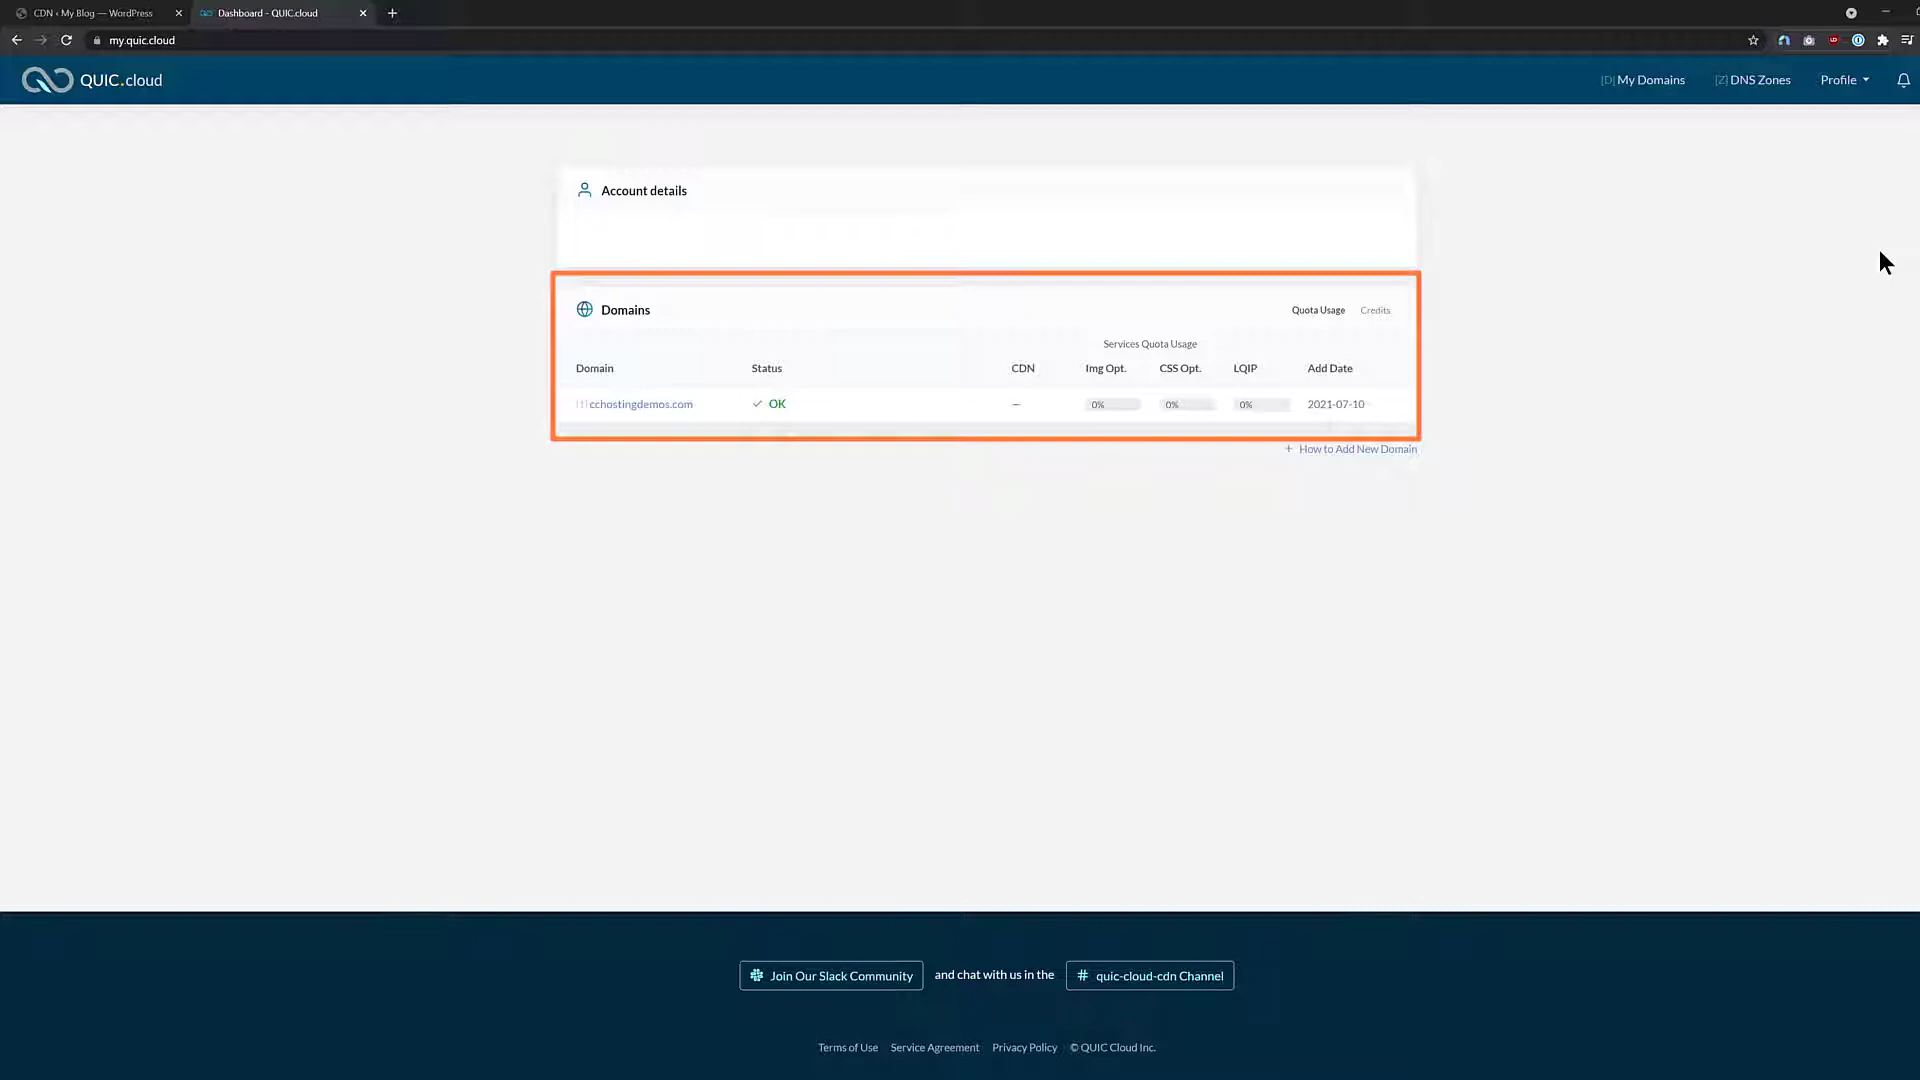 CDN ‹ My Blog — WordPress
Dashboard - QUIC.cloud
my.quic.cloud
QUIC.cloud
[D] My Domains
[Z] DNS Zones
Profile
Account details
Domains
Quota Usage Credits
Services Quota Usage
Domain Status CDN Img Opt. CSS Opt. LQIP Add Date
[1] cchostingdemos.com OK — 0% 0% 0% 2021-07-10
+ How to Add New Domain
Join Our Slack Community and chat with us in the # quic-cloud-cdn Channel
Terms of Use Service Agreement Privacy Policy © QUIC Cloud Inc.